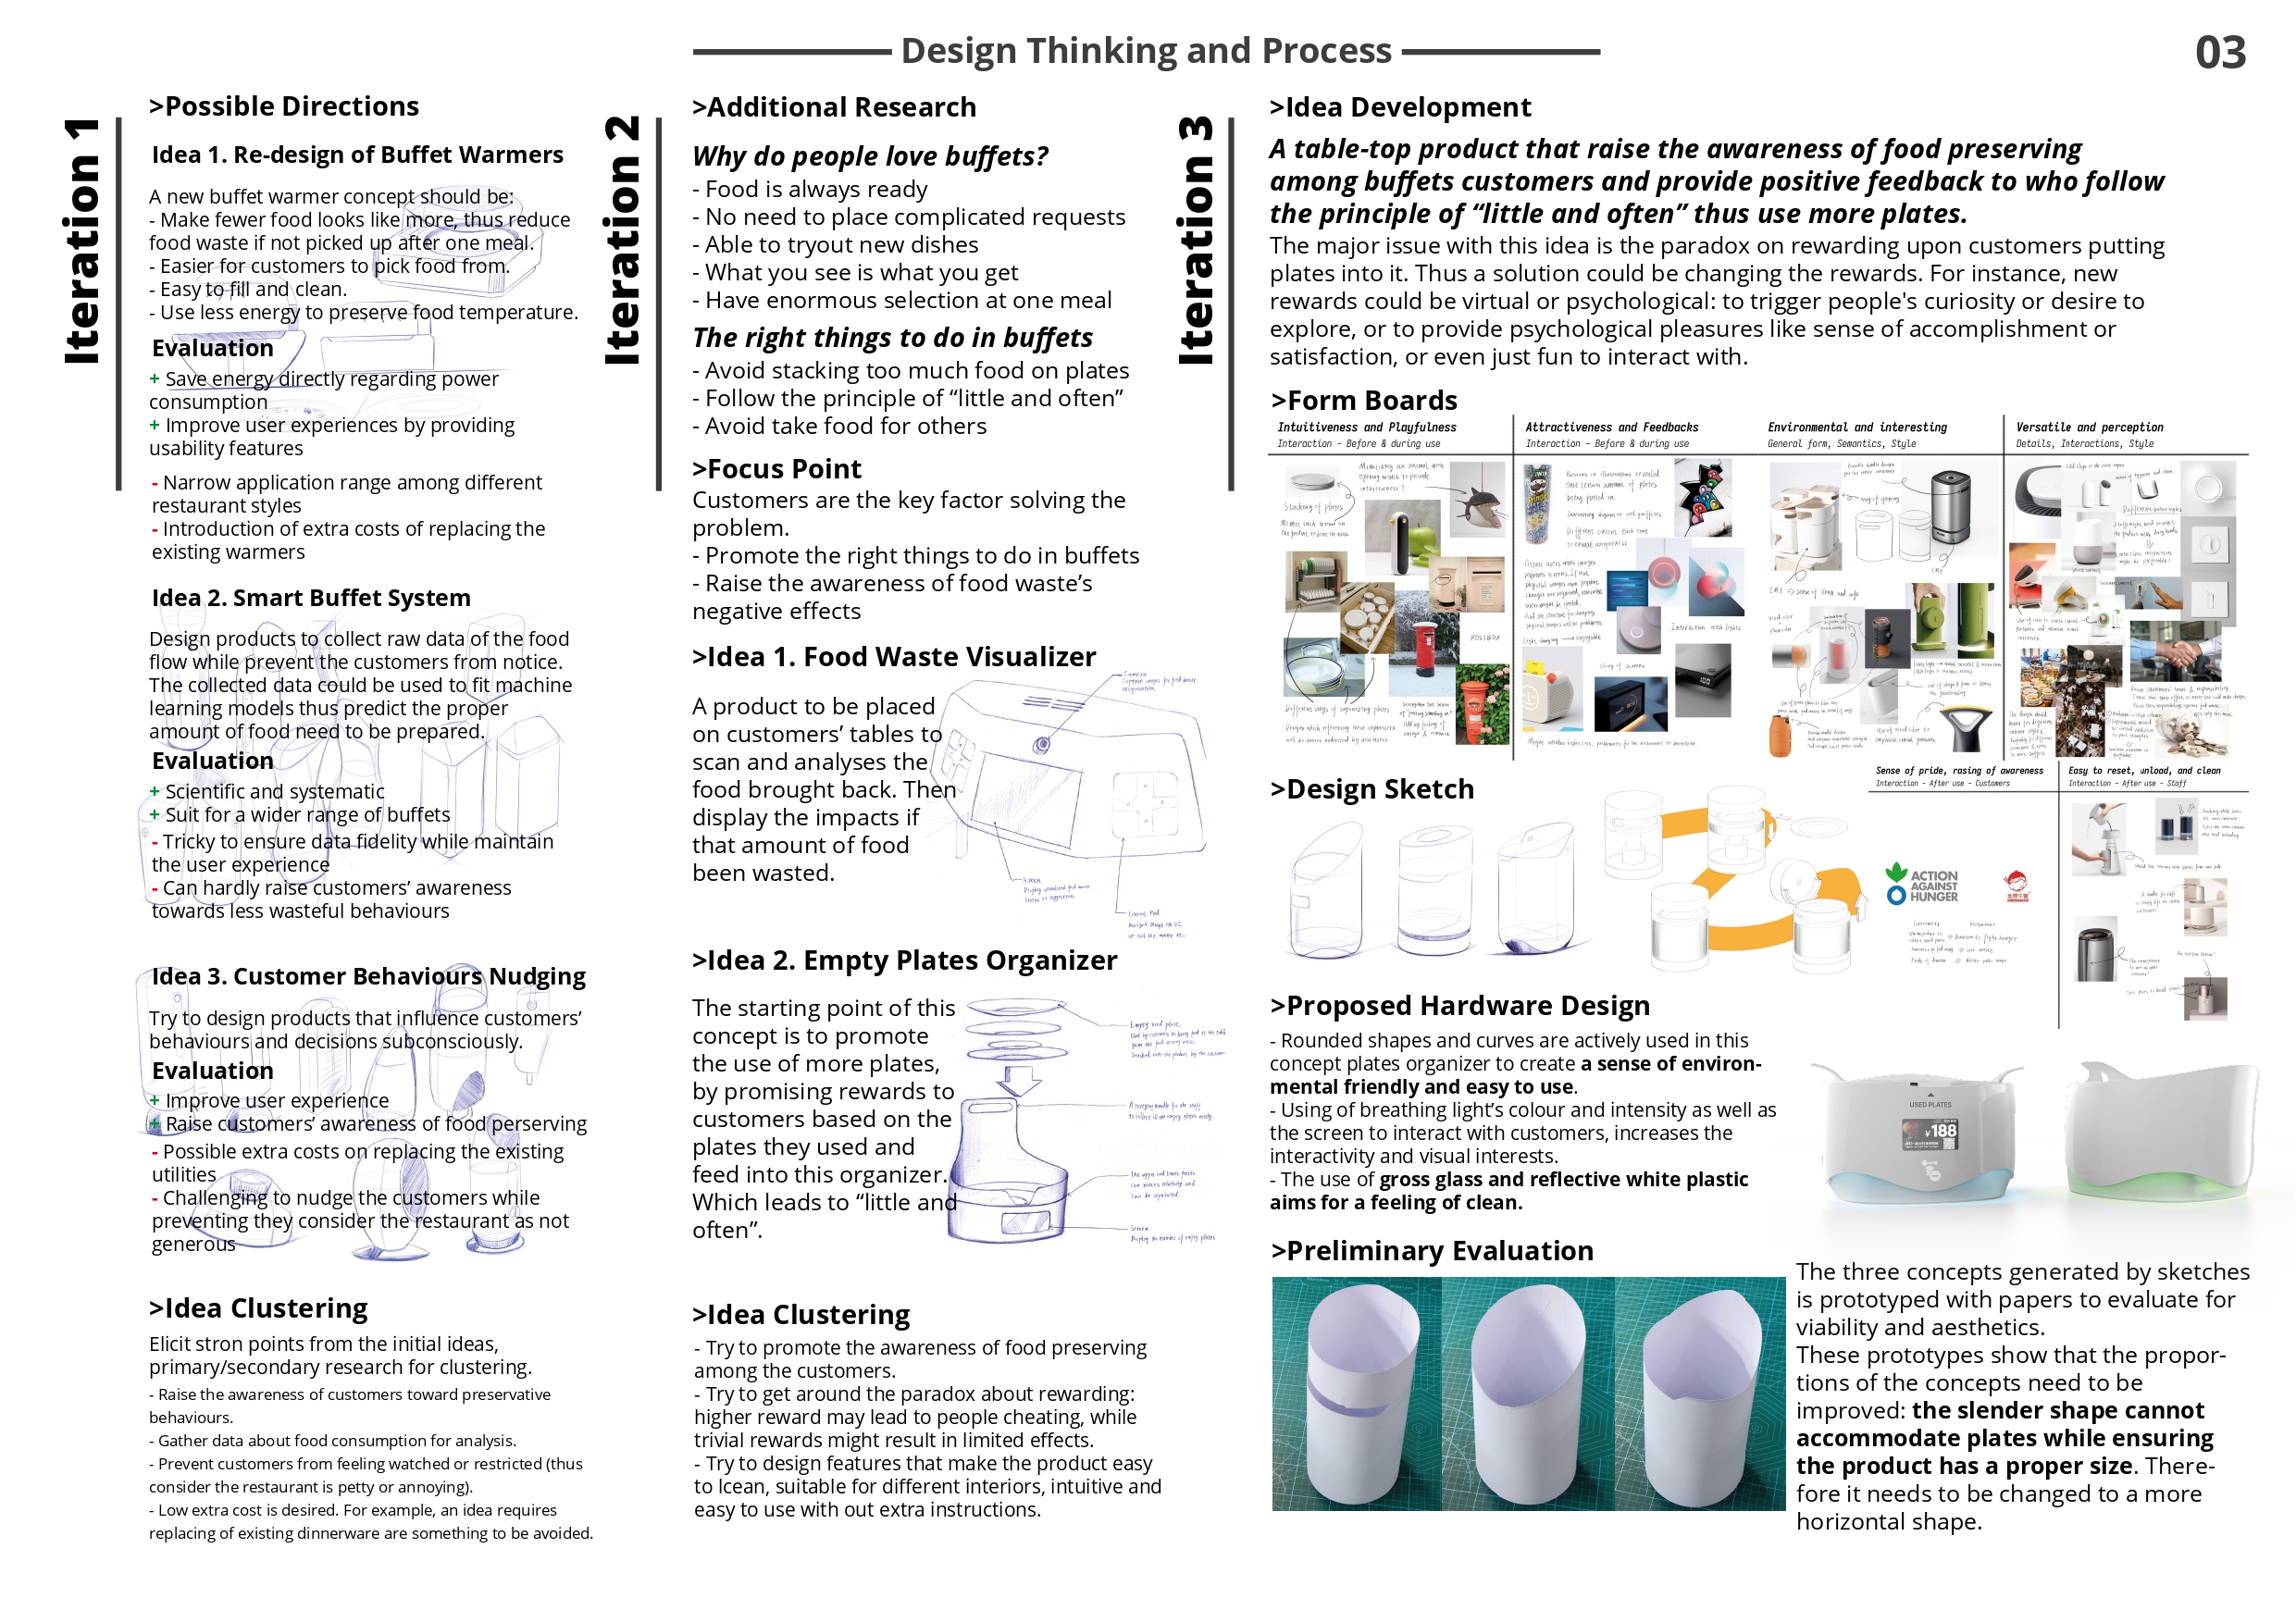 Design Thinking and Process
03
Iteration 1
>Possible Directions
Idea 1. Re-design of Buffet Warmers
A new buffet warmer concept should be:
- Make fewer food looks like more, thus reduce
food waste if not picked up after one meal.
- Easier for customers to pick food from.
- Easy to fill and clean.
- Use less energy to preserve food temperature.
Evaluation
+ Save energy directly regarding power
consumption
+ Improve user experiences by providing
usability features
- Narrow application range among different
restaurant styles
- Introduction of extra costs of replacing the
existing warmers
Idea 2. Smart Buffet System
Design products to collect raw data of the food
flow while prevent the customers from notice.
The collected data could be used to fit machine
learning models thus predict the proper
amount of food need to be prepared.
Evaluation
+ Scientific and systematic
+ Suit for a wider range of buffets
- Tricky to ensure data fidelity while maintain
the user experience
- Can hardly raise customers’ awareness
towards less wasteful behaviours
Idea 3. Customer Behaviours Nudging
Try to design products that influence customers’
behaviours and decisions subconsciously.
Evaluation
+ Improve user experience
+ Raise customers’ awareness of food perserving
- Possible extra costs on replacing the existing
utilities
- Challenging to nudge the customers while
preventing they consider the restaurant as not
generous
>Idea Clustering
Elicit stron points from the initial ideas,
primary/secondary research for clustering.
- Raise the awareness of customers toward preservative
behaviours.
- Gather data about food consumption for analysis.
- Prevent customers from feeling watched or restricted (thus
consider the restaurant is petty or annoying).
- Low extra cost is desired. For example, an idea requires
replacing of existing dinnerware are something to be avoided.
Iteration 2
>Additional Research
Why do people love buffets?
- Food is always ready
- No need to place complicated requests
- Able to tryout new dishes
- What you see is what you get
- Have enormous selection at one meal
The right things to do in buffets
- Avoid stacking too much food on plates
- Follow the principle of “little and often”
- Avoid take food for others
>Focus Point
Customers are the key factor solving the
problem.
- Promote the right things to do in buffets
- Raise the awareness of food waste’s
negative effects
>Idea 1. Food Waste Visualizer
A product to be placed
on customers’ tables to
scan and analyses the
food brought back. Then
display the impacts if
that amount of food
been wasted.
Camera
Screen
Control Pad
>Idea 2. Empty Plates Organizer
The starting point of this
concept is to promote
the use of more plates,
by promising rewards to
customers based on the
plates they used and
feed into this organizer.
Which leads to “little and
often”.
Screen
>Idea Clustering
- Try to promote the awareness of food preserving
among the customers.
- Try to get around the paradox about rewarding:
higher reward may lead to people cheating, while
trivial rewards might result in limited effects.
- Try to design features that make the product easy
to lcean, suitable for different interiors, intuitive and
easy to use with out extra instructions.
Iteration 3
>Idea Development
A table-top product that raise the awareness of food preserving
among buffets customers and provide positive feedback to who follow
the principle of “little and often” thus use more plates.
The major issue with this idea is the paradox on rewarding upon customers putting
plates into it. Thus a solution could be changing the rewards. For instance, new
rewards could be virtual or psychological: to trigger people's curiosity or desire to
explore, or to provide psychological pleasures like sense of accomplishment or
satisfaction, or even just fun to interact with.
>Form Boards
Intuitiveness and Playfulness
Interaction - Before & during use
Stacking of plates
POSTBOX
Attractiveness and Feedbacks
Interaction - Before & during use
Interaction with lights
Using of screens
Environmental and interesting
General form, Semantics, Style
Versatile and perception
Details, Interactions, Style
Sense of pride, rasing of awareness
Interaction - After use - Customers
ACTION
AGAINST
HUNGER
Easy to reset, unload, and clean
Interaction - After use - Staff
>Design Sketch
>Proposed Hardware Design
- Rounded shapes and curves are actively used in this
concept plates organizer to create a sense of environ-
mental friendly and easy to use.
- Using of breathing light’s colour and intensity as well as
the screen to interact with customers, increases the
interactivity and visual interests.
- The use of gross glass and reflective white plastic
aims for a feeling of clean.
USED PLATES
¥188
>Preliminary Evaluation
The three concepts generated by sketches
is prototyped with papers to evaluate for
viability and aesthetics.
These prototypes show that the propor-
tions of the concepts need to be
improved: the slender shape cannot
accommodate plates while ensuring
the product has a proper size. There-
fore it needs to be changed to a more
horizontal shape.